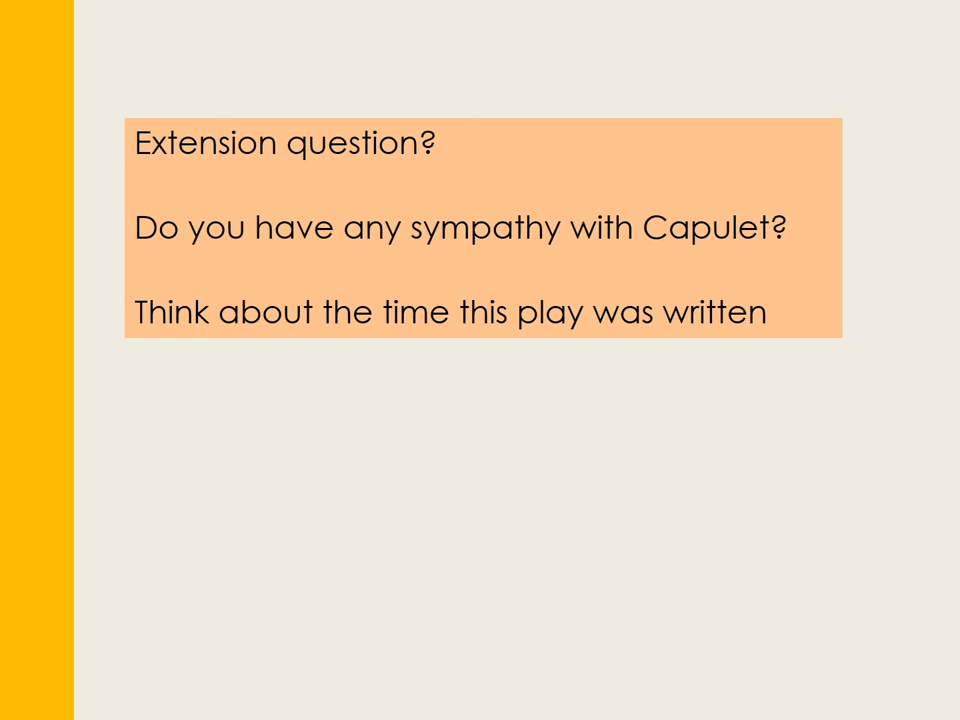 Extension question?
Do you have any sympathy with Capulet?
Think about the time this play was written